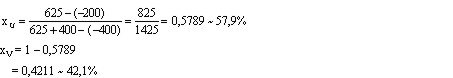 x_u = (625 − (−200)) / (625 + 400 − (−400)) = 825 / 1425 = 0,5789 ~ 57,9%
x_V = 1 − 0,5789
= 0,4211 ~ 42,1%